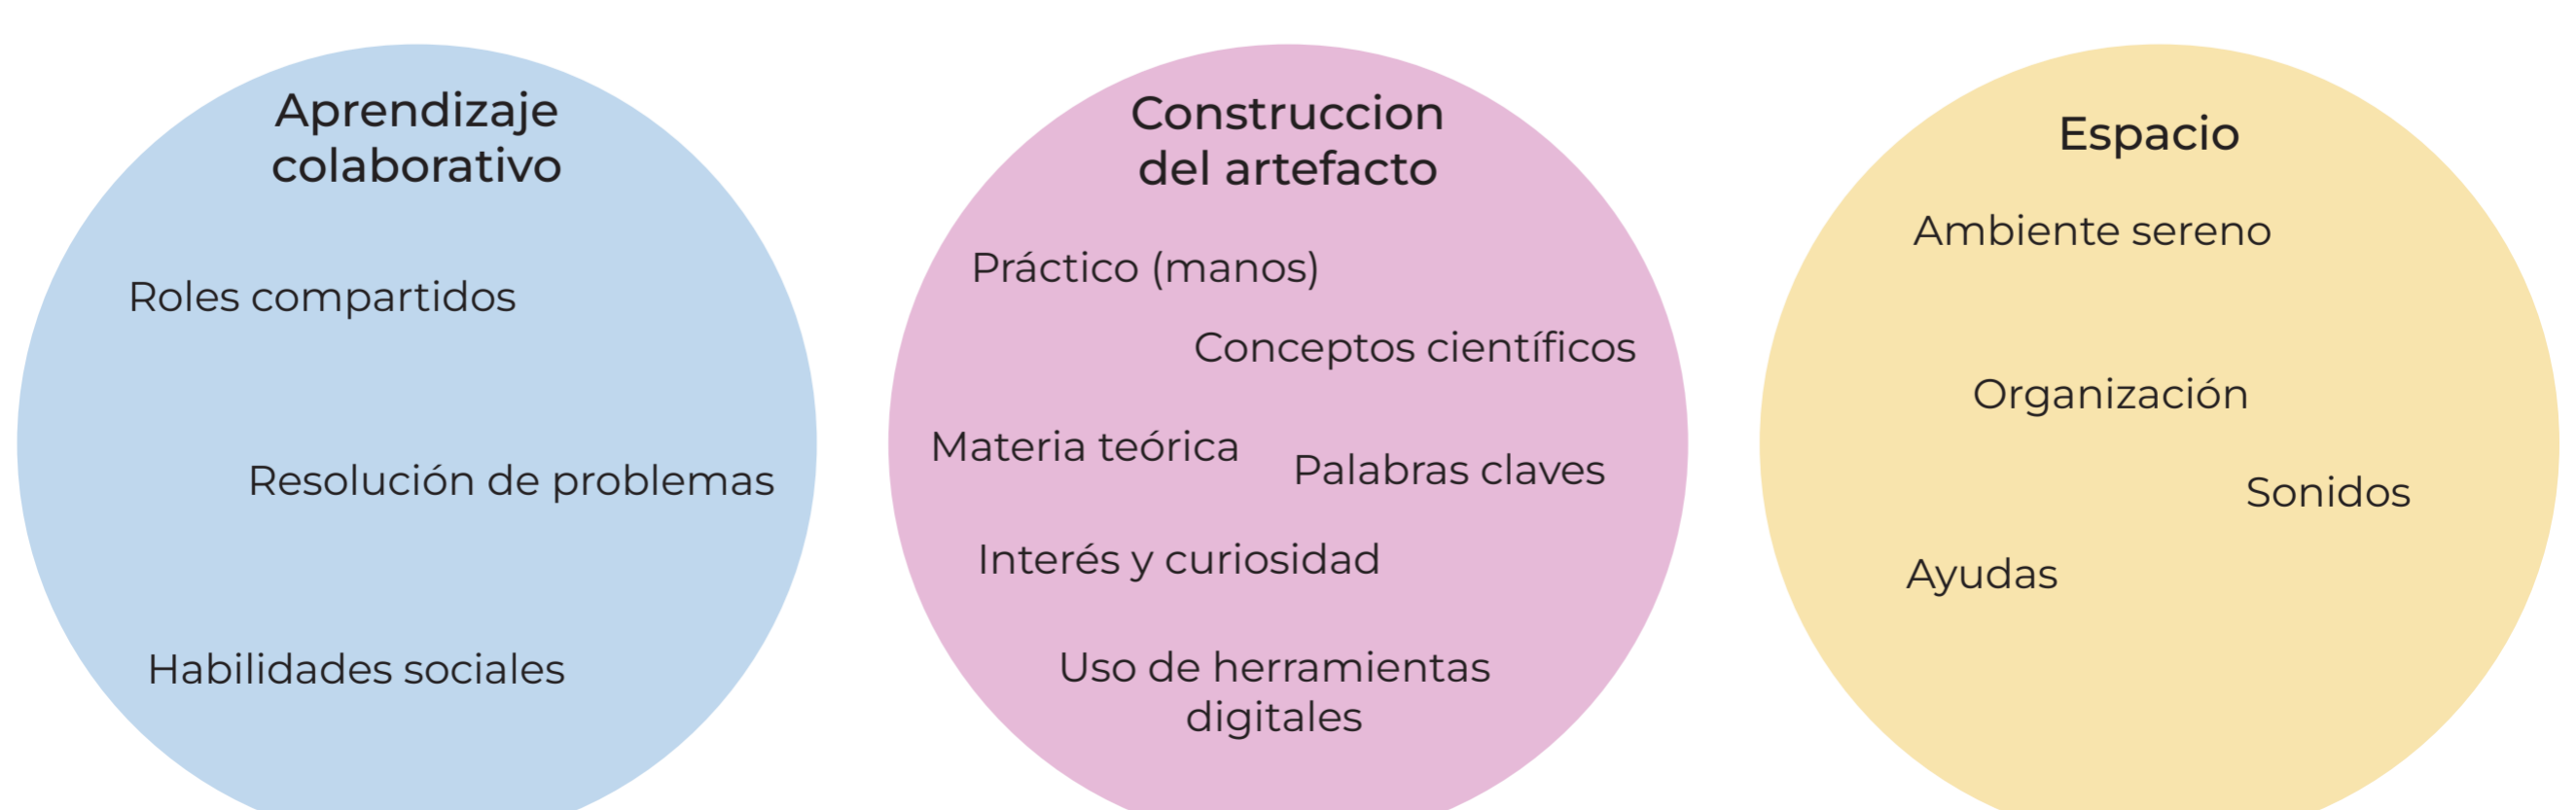 Aprendizaje
colaborativo
Roles compartidos
Resolución de problemas
Habilidades sociales
Construccion
del artefacto
Práctico (manos)
Conceptos científicos
Materia teórica
Palabras claves
Interés y curiosidad
Uso de herramientas
digitales
Espacio
Ambiente sereno
Organización
Sonidos
Ayudas